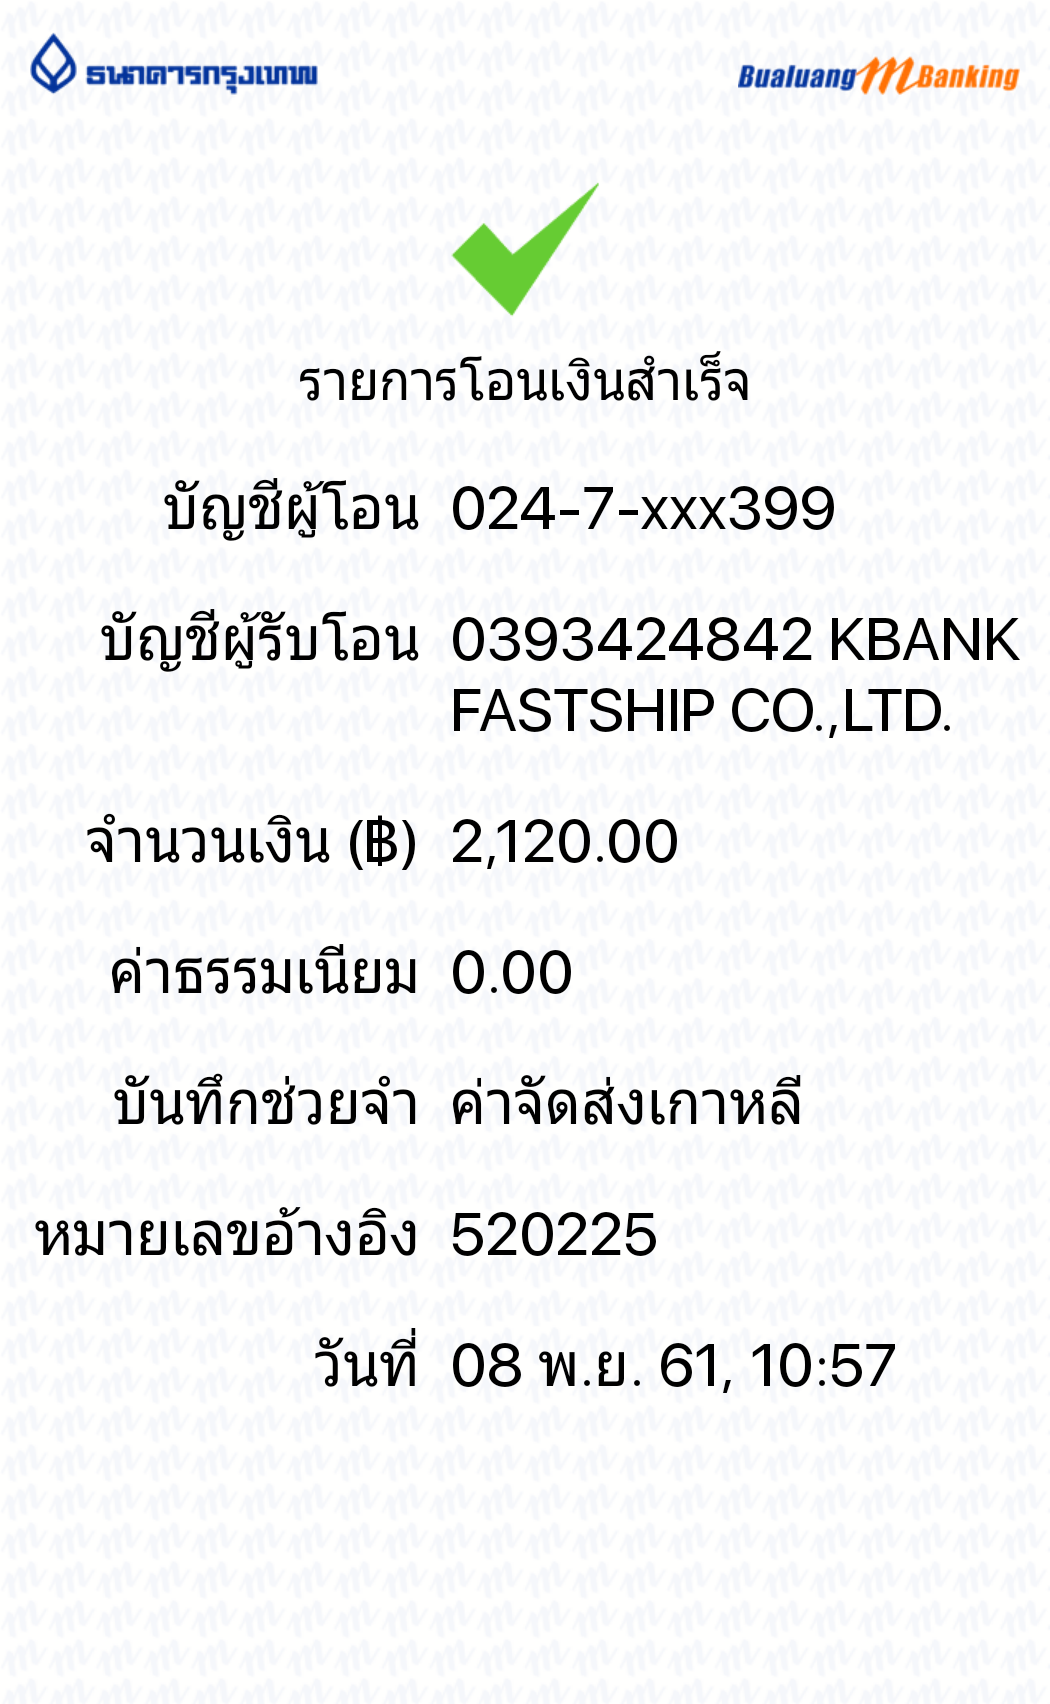 ธนาคารกรุงเทพ
Bualuang mBanking
รายการโอนเงินสำเร็จ
บัญชีผู้โอน 024-7-xxx399
บัญชีผู้รับโอน 0393424842 KBANK
FASTSHIP CO.,LTD.
จำนวนเงิน (฿) 2,120.00
ค่าธรรมเนียม 0.00
บันทึกช่วยจำ ค่าจัดส่งเกาหลี
หมายเลขอ้างอิง 520225
วันที่ 08 พ.ย. 61, 10:57